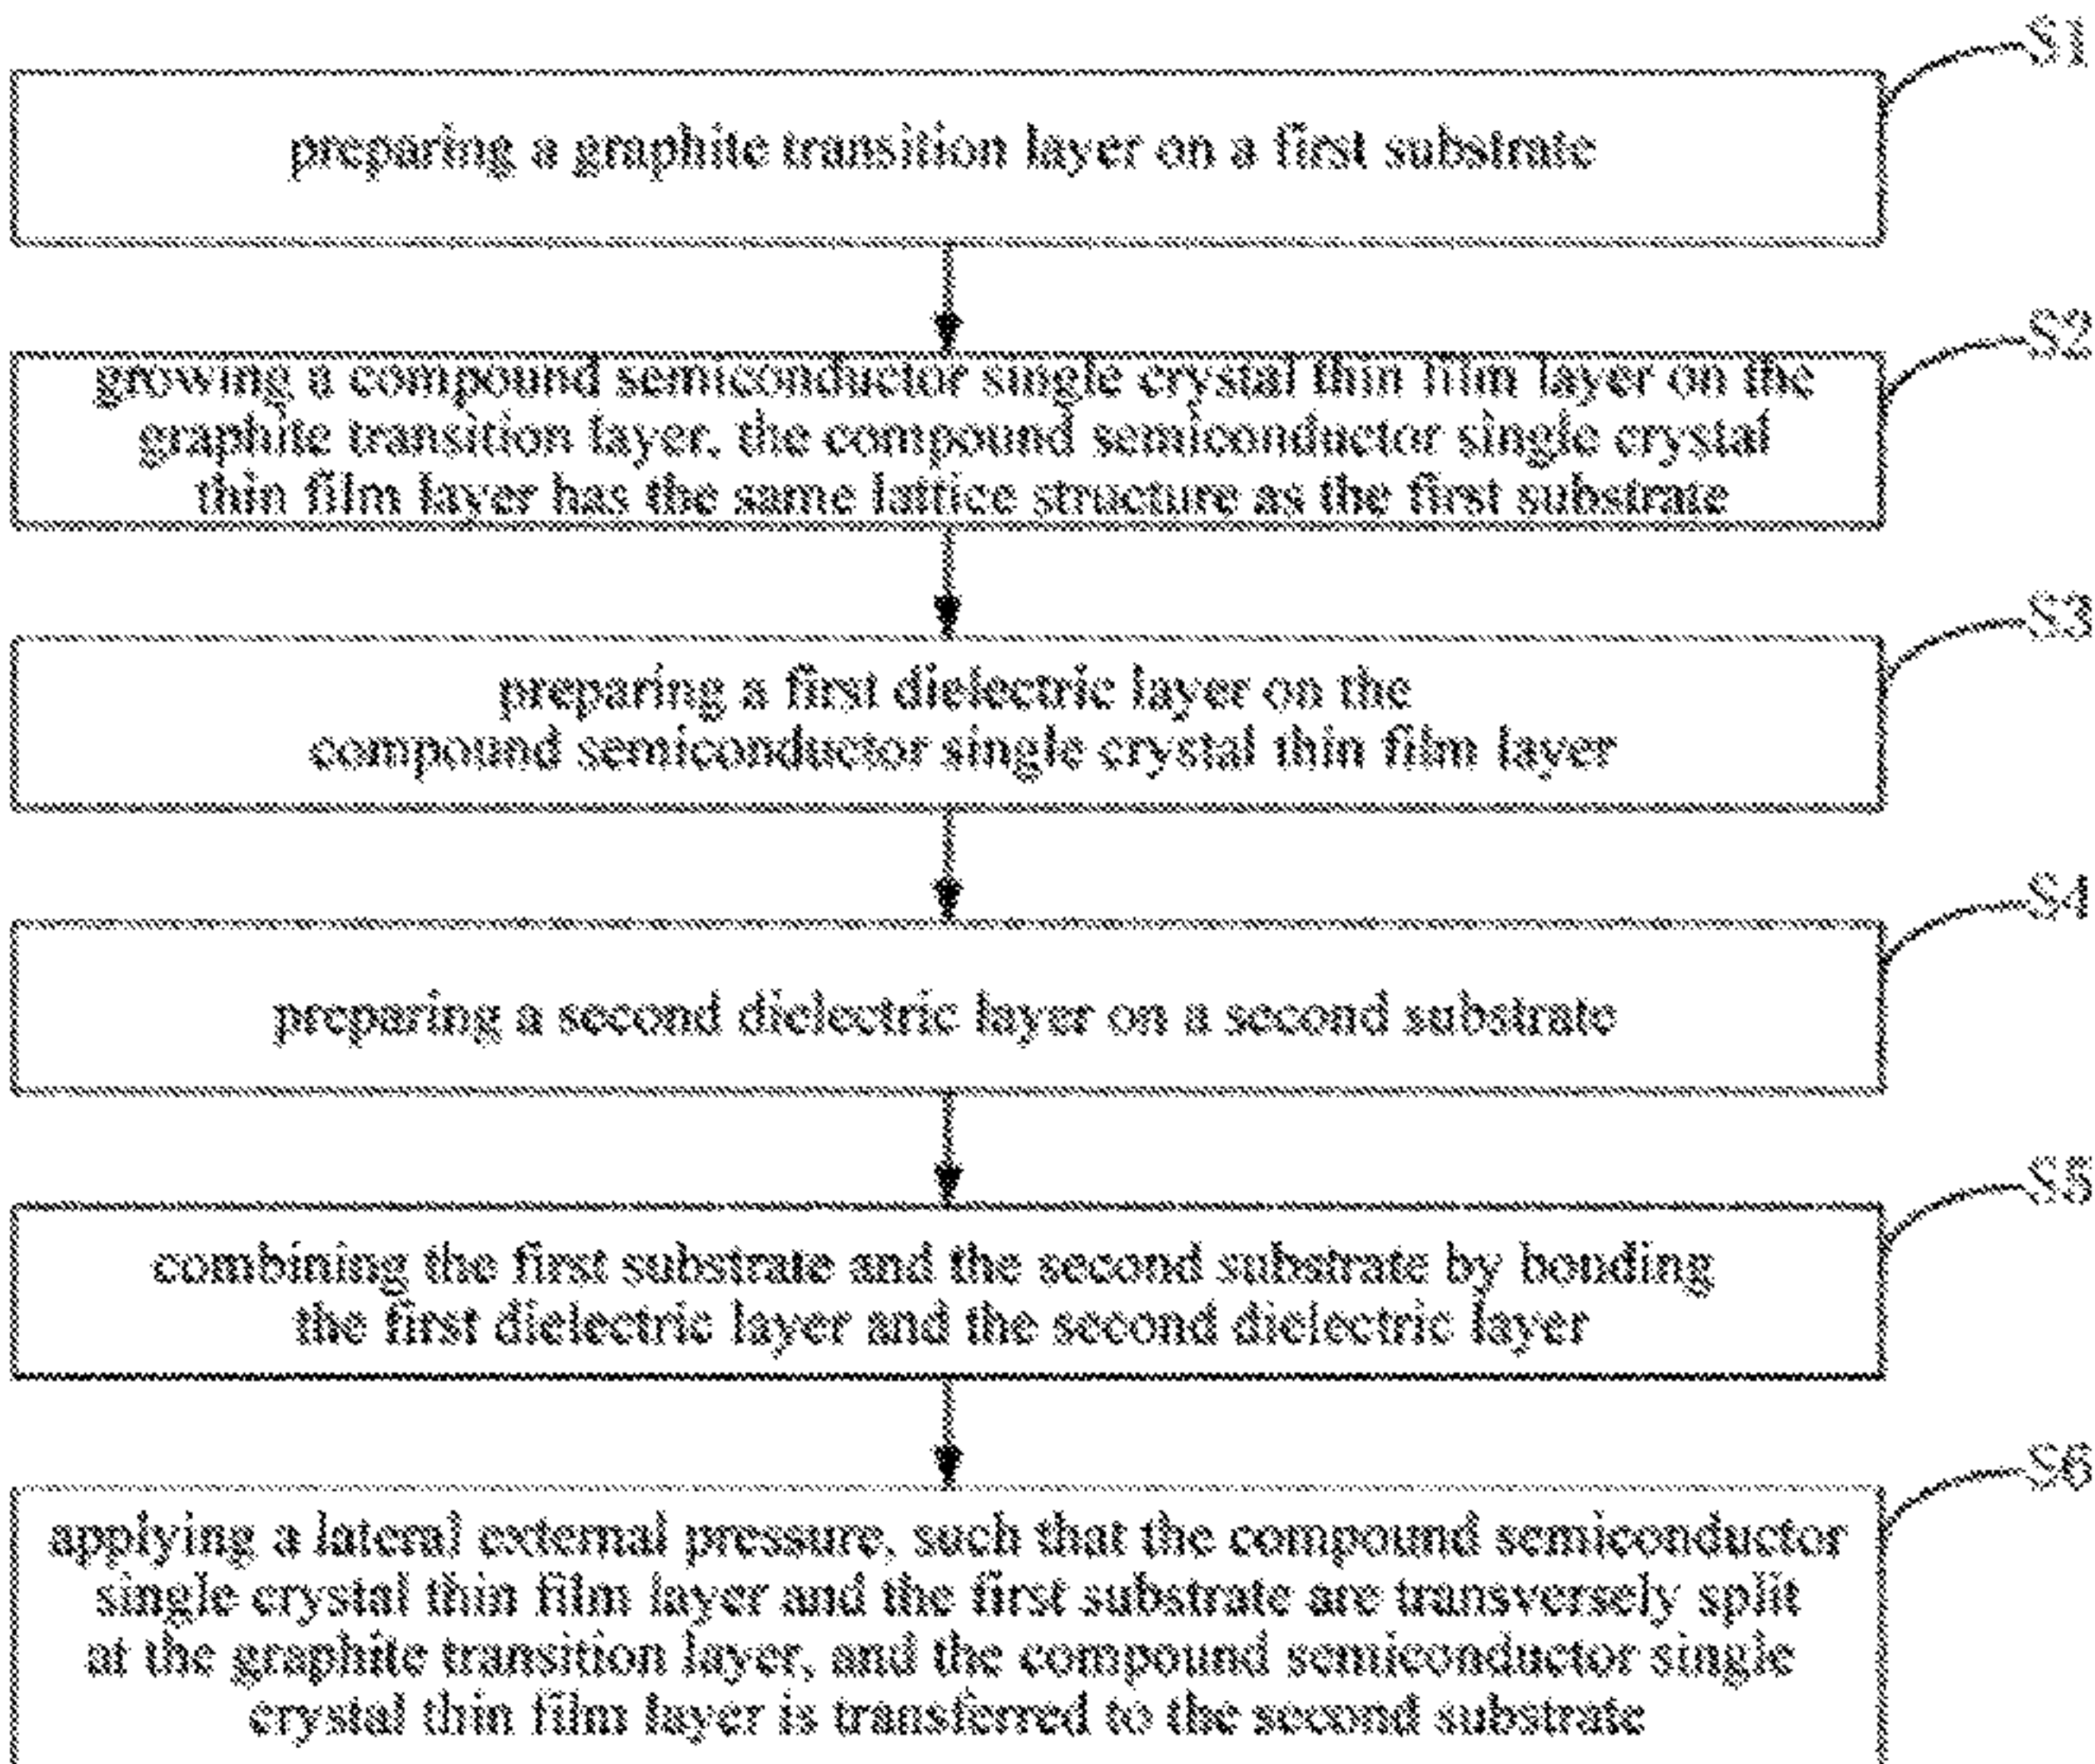 S1
preparing a graphite transition layer on a first substrate
S2
growing a compound semiconductor single crystal thin film layer on the
graphite transition layer, the compound semiconductor single crystal
thin film layer has the same lattice structure as the first substrate
S3
preparing a first dielectric layer on the
compound semiconductor single crystal thin film layer
S4
preparing a second dielectric layer on a second substrate
S5
combining the first substrate and the second substrate by bonding
the first dielectric layer and the second dielectric layer
S6
applying a lateral external pressure, such that the compound semiconductor
single crystal thin film layer and the first substrate are transversely split
at the graphite transition layer, and the compound semiconductor single
crystal thin film layer is transferred to the second substrate